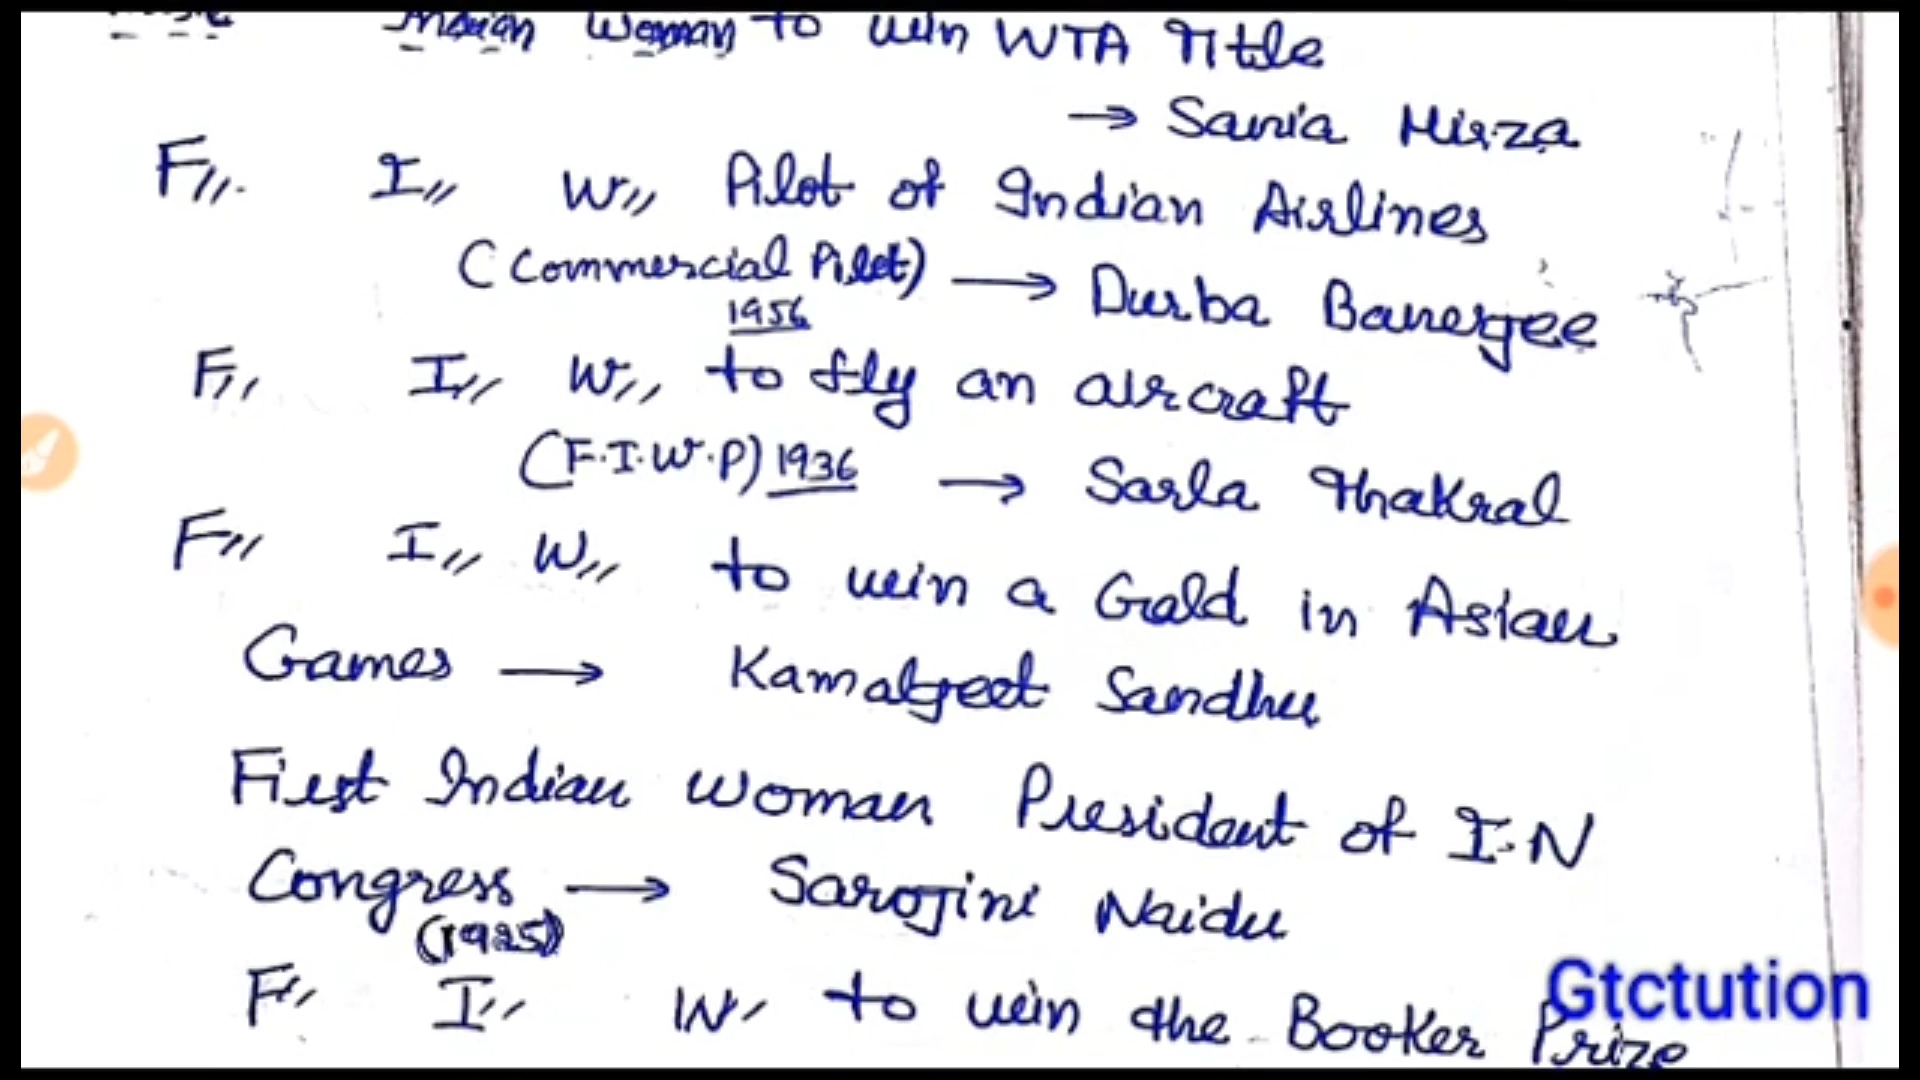 Indian Woman to win WTA Title
→ Sania Mirza
F,,. I,, W,, Pilot of Indian Airlines
(Commercial Pilot) → Durba Banerjee
1956
F,, I,, W,, to fly an aircraft
(F.I.W.P) 1936 → Sarla Thakral
F,, I,, W,, to win a Gold in Asian
Games → Kamaljeet Sandhu
First Indian Woman President of I.N
Congress → Sarojini Naidu
(1925)
F,, I,, W,, to win the Booker Prize
Gtctution